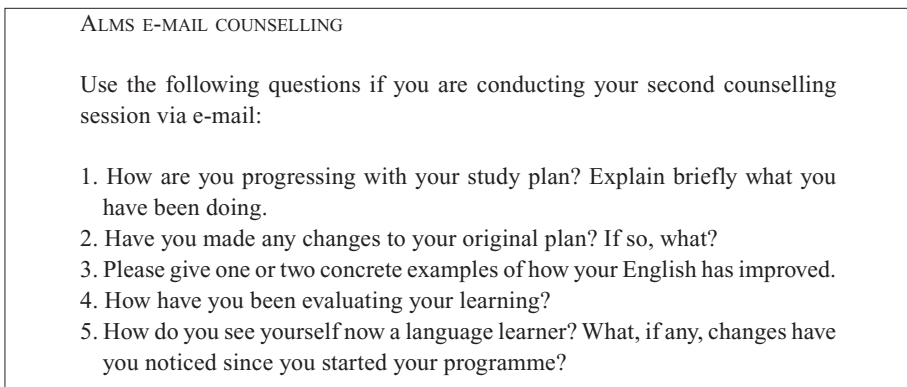 ALMS E-MAIL COUNSELLING
Use the following questions if you are conducting your second counselling
session via e-mail:
1. How are you progressing with your study plan? Explain briefly what you
have been doing.
2. Have you made any changes to your original plan? If so, what?
3. Please give one or two concrete examples of how your English has improved.
4. How have you been evaluating your learning?
5. How do you see yourself now a language learner? What, if any, changes have
you noticed since you started your programme?